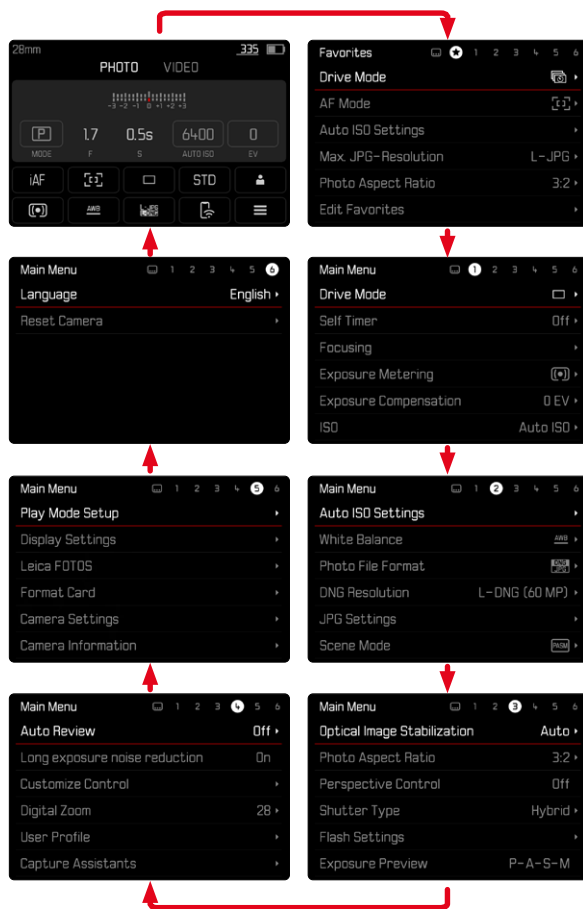 28mm 335
PHOTO VIDEO
-3 -2 -1 0 +1 +2 +3
P 1.7 0.5s 6400 0
MODE F S AUTO ISO EV
iAF STD
AWB L-JPG DNG
Favorites 1 2 3 4 5 6
Drive Mode
AF Mode
Auto ISO Settings
Max. JPG-Resolution L-JPG
Photo Aspect Ratio 3:2
Edit Favorites
Main Menu 1 2 3 4 5 6
Language English
Reset Camera
Main Menu 1 2 3 4 5 6
Drive Mode
Self Timer Off
Focusing
Exposure Metering
Exposure Compensation 0 EV
ISO Auto ISO
Main Menu 1 2 3 4 5 6
Play Mode Setup
Display Settings
Leica FOTOS
Format Card
Camera Settings
Camera Information
Main Menu 1 2 3 4 5 6
Auto ISO Settings
White Balance AWB
Photo File Format DNG JPG
DNG Resolution L-DNG (60 MP)
JPG Settings
Scene Mode PASM
Main Menu 1 2 3 4 5 6
Auto Review Off
Long exposure noise reduction On
Customize Control
Digital Zoom 28
User Profile
Capture Assistants
Main Menu 1 2 3 4 5 6
Optical Image Stabilization Auto
Photo Aspect Ratio 3:2
Perspective Control Off
Shutter Type Hybrid
Flash Settings
Exposure Preview P-A-S-M